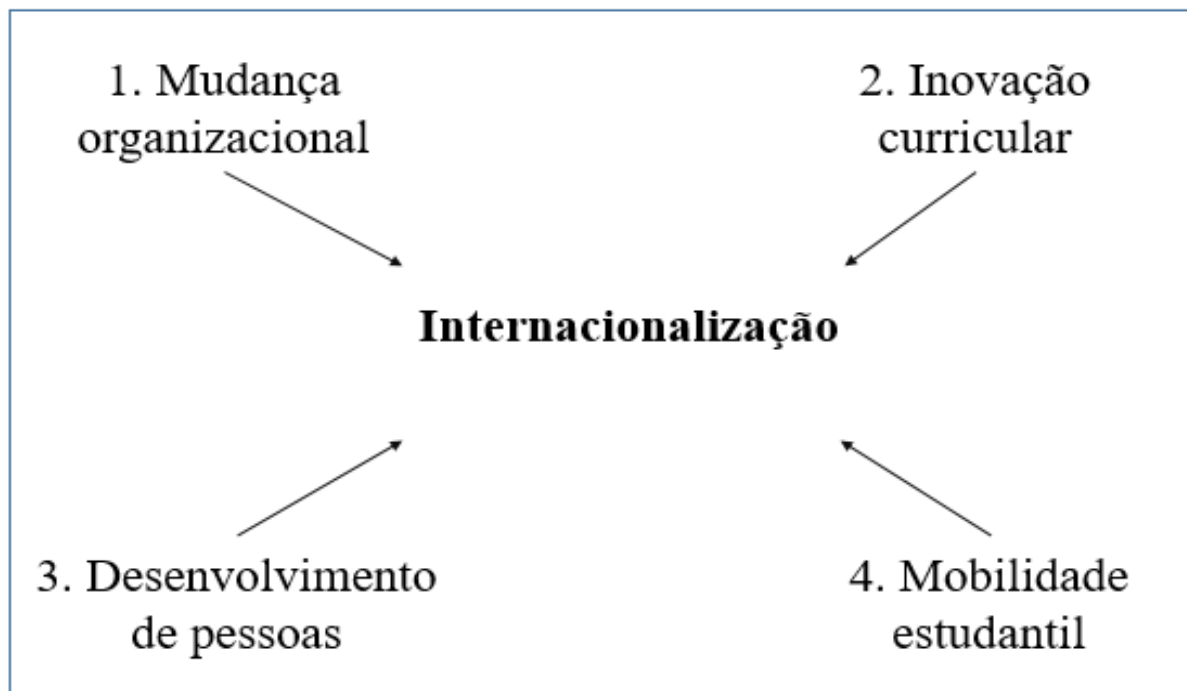 1. Mudança
organizacional
2. Inovação
curricular
Internacionalização
3. Desenvolvimento
de pessoas
4. Mobilidade
estudantil